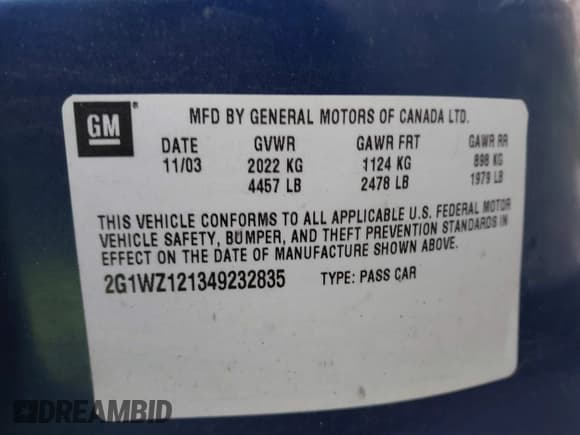 GM ®
MFD BY GENERAL MOTORS OF CANADA LTD.
DATE GVWR GAWR FRT GAWR RR
11/03 2022 KG 1124 KG 898 KG
4457 LB 2478 LB 1979 LB
THIS VEHICLE CONFORMS TO ALL APPLICABLE U.S. FEDERAL MOTOR
VEHICLE SAFETY, BUMPER, AND THEFT PREVENTION STANDARDS IN
EFFECT ON THE DATE OF MANUFACTURE SHOWN ABOVE.
2G1WZ121349232835 TYPE: PASS CAR
DREAMBID